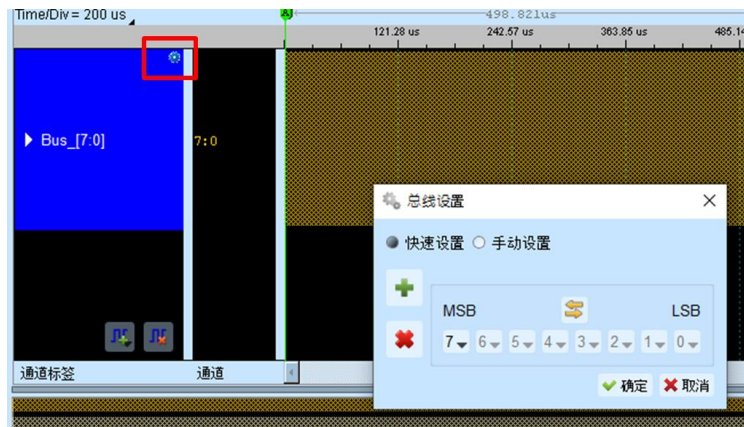 Time/Div = 200 us
A
498.821us
121.28 us 242.57 us 363.85 us 485.14
Bus_[7:0]
7:0
总线设置
快速设置 手动设置
MSB LSB
7 6 5 4 3 2 1 0
确定 取消
通道标签 通道